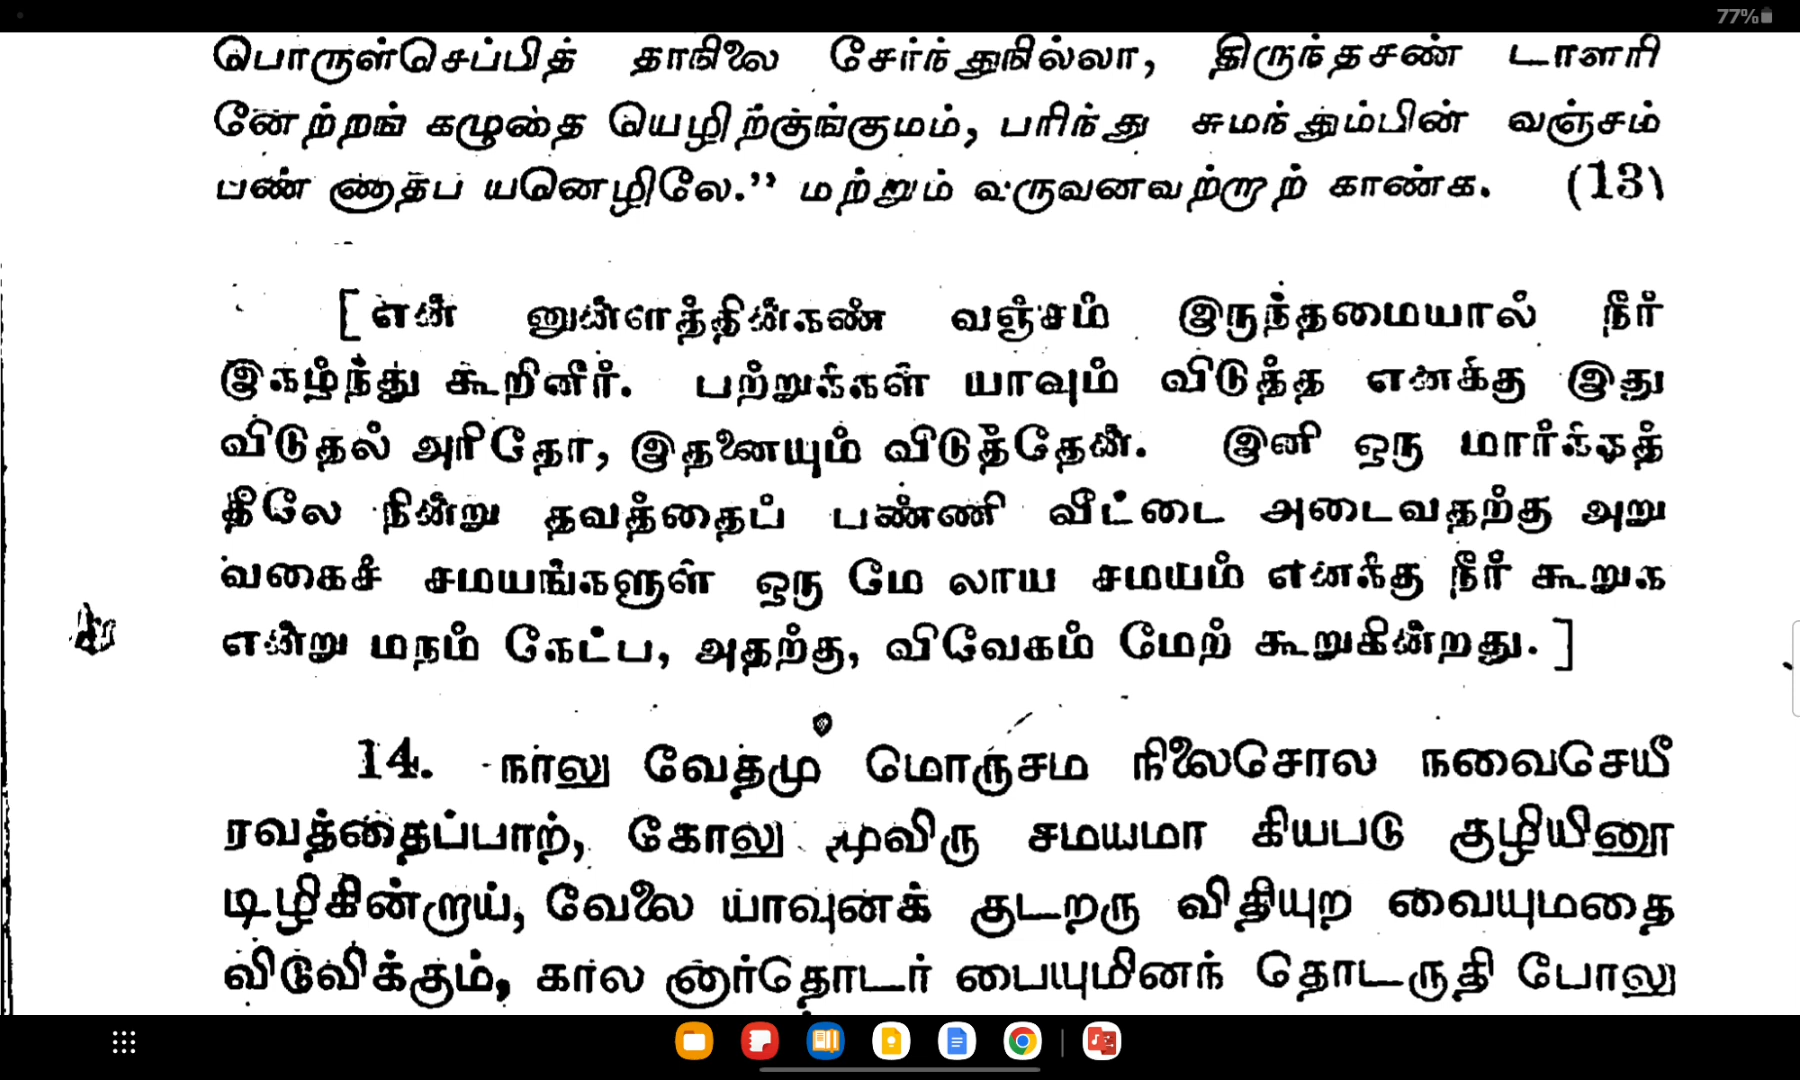 77%
பொருள்செப்பித் தாநிலை சேர்ந்துநில்லா, திருந்தசண் டாளரி
னேற்றங் கழுதை யெழிற்குங்குமம், பரிந்து சுமந்தும்பின் வஞ்சம்
பண் ணுதப யனெழிலே.” மற்றும் வருவனவற்றாற் காண்க. (13)
[என் னுள்ளத்தின்கண் வஞ்சம் இருந்தமையால் நீர்
இகழ்ந்து கூறினீர். பற்றுக்கள் யாவும் விடுத்த எனக்கு இது
விடுதல் அரிதோ, இதனையும் விடுத்தேன். இனி ஒரு மார்க்கத்
திலே நின்று தவத்தைப் பண்ணி வீட்டை அடைவதற்கு அறு
வகைச் சமயங்களுள் ஒரு மே லாய சமயம் எனக்கு நீர் கூறுக
என்று மநம் கேட்ப, அதற்கு, விவேகம் மேற் கூறுகின்றது.]
14. நாலு வேதமு மொருசம நிலைசொல நவைசெயீ
ரவத்தைப்பாற், கோலு மூவிரு சமயமா கியபடு குழியினூ
டிழிகின்றாய், வேலை யாவுனக் குடறரு விதியுற வையுமதை
விடுவிக்கும், கால னார்தொடர் பையுமினந் தொடருதி போலு